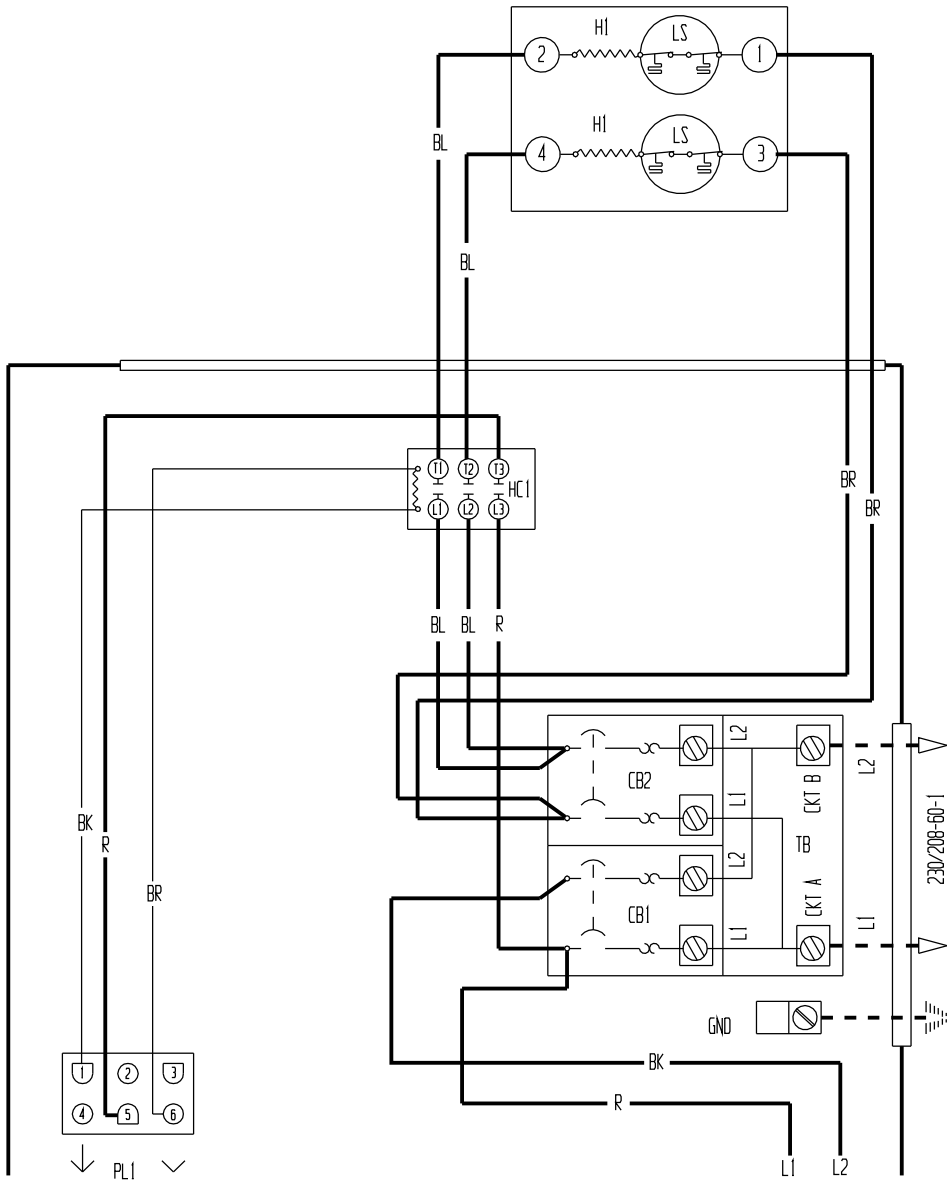 H1
LS
2
1
H1
LS
4
3
BL
BL
T1
T2
T3
HC1
L1
L2
L3
BR
BR
BL
BL
R
CB2
L2
L1
CKT B
L2
TB
230/208-60-1
CB1
L2
L1
CKT A
L1
BK
R
BR
GND
BK
R
1
2
3
4
5
6
PL1
L1
L2